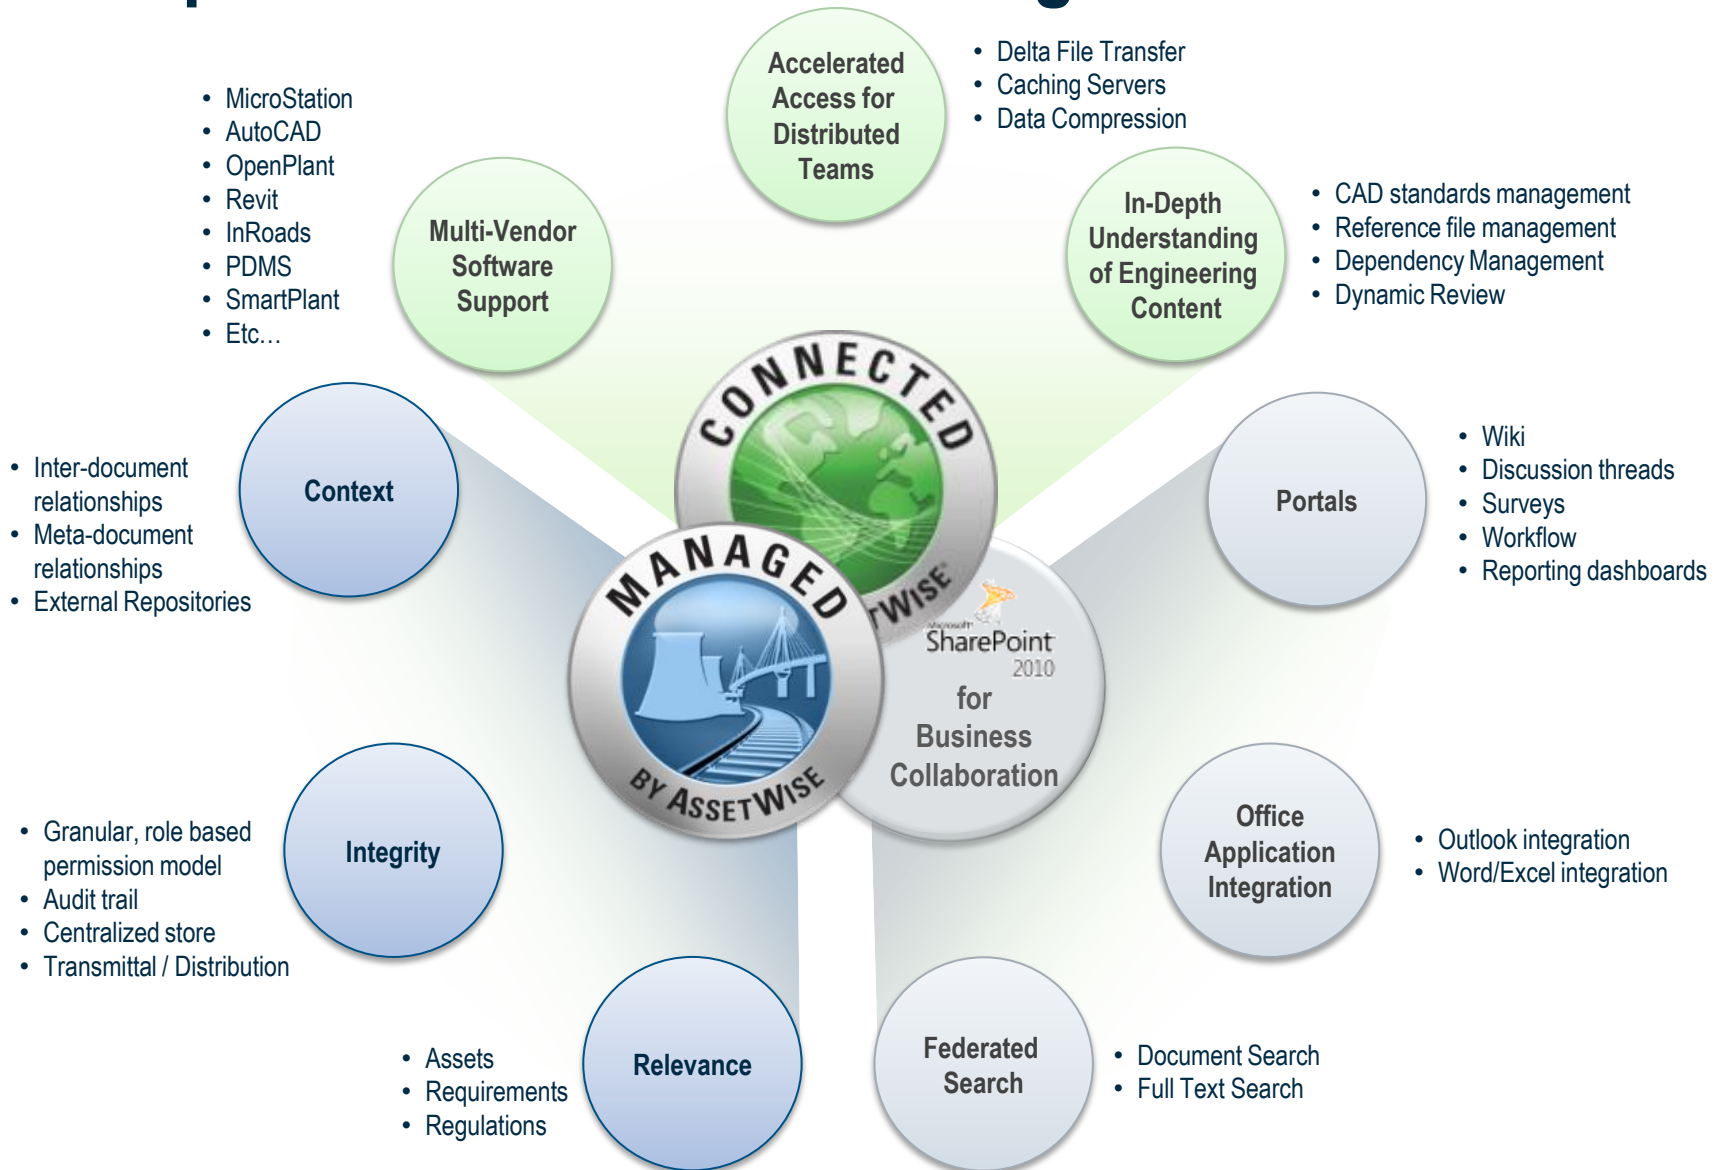 Accelerated
Access for
Distributed
Teams
• Delta File Transfer
• Caching Servers
• Data Compression
• MicroStation
• AutoCAD
• OpenPlant
• Revit
• InRoads
• PDMS
• SmartPlant
• Etc…
Multi-Vendor
Software
Support
In-Depth
Understanding
of Engineering
Content
• CAD standards management
• Reference file management
• Dependency Management
• Dynamic Review
CONNECTED
TWISE
MANAGED
BY ASSETWISE
Microsoft
SharePoint
2010
for
Business
Collaboration
Context
• Inter-document
relationships
• Meta-document
relationships
• External Repositories
Portals
• Wiki
• Discussion threads
• Surveys
• Workflow
• Reporting dashboards
Integrity
• Granular, role based
permission model
• Audit trail
• Centralized store
• Transmittal / Distribution
Office
Application
Integration
• Outlook integration
• Word/Excel integration
Relevance
• Assets
• Requirements
• Regulations
Federated
Search
• Document Search
• Full Text Search